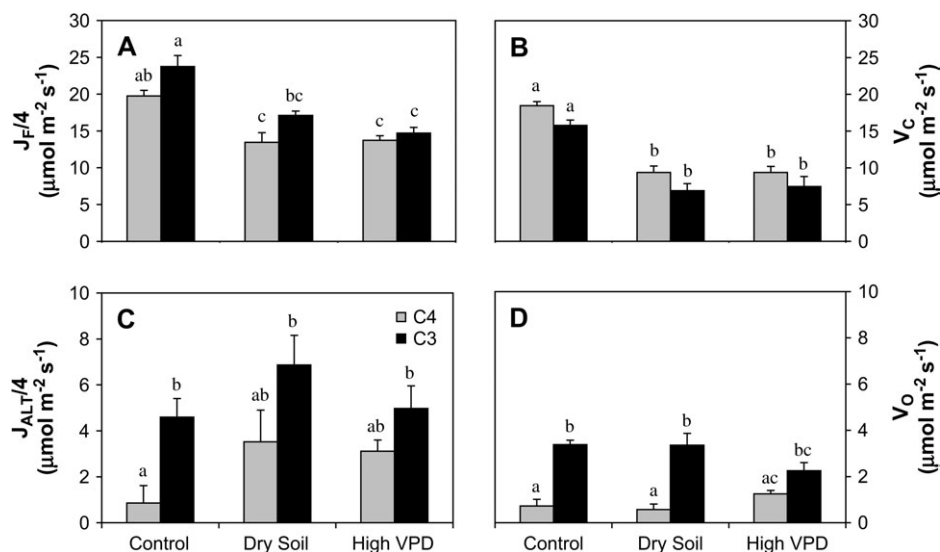 A
30
25
20
15
10
5
0
J_F/4
(μmol m⁻² s⁻¹)
ab
a
c
bc
c
c
B
a
a
b
b
b
b
30
25
20
15
10
5
0
V_C
(μmol m⁻² s⁻¹)
C
10
8
6
4
2
0
J_ALT/4
(μmol m⁻² s⁻¹)
C4
C3
a
b
ab
b
ab
b
Control
Dry Soil
High VPD
D
a
b
a
b
ac
bc
10
8
6
4
2
0
V_O
(μmol m⁻² s⁻¹)
Control
Dry Soil
High VPD